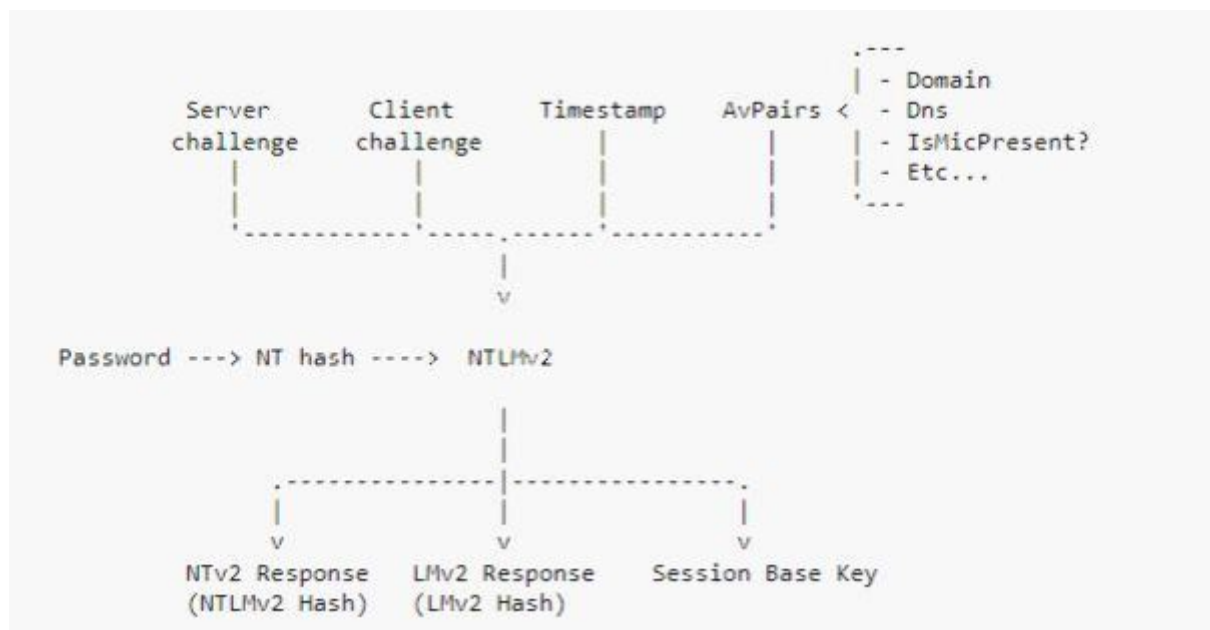 - Domain
Server Client Timestamp AvPairs < - Dns
challenge challenge - IsMicPresent?
- Etc...
Password ---> NT hash ----> NTLMv2
NTv2 Response LMv2 Response Session Base Key
(NTLMv2 Hash) (LMv2 Hash)